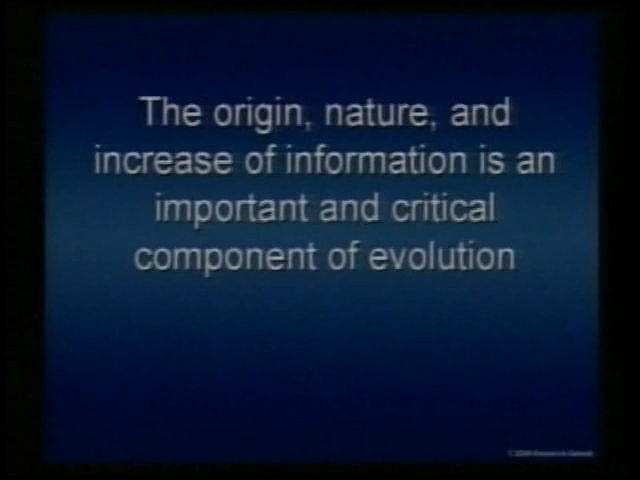 The origin, nature, and
increase of information is an
important and critical
component of evolution